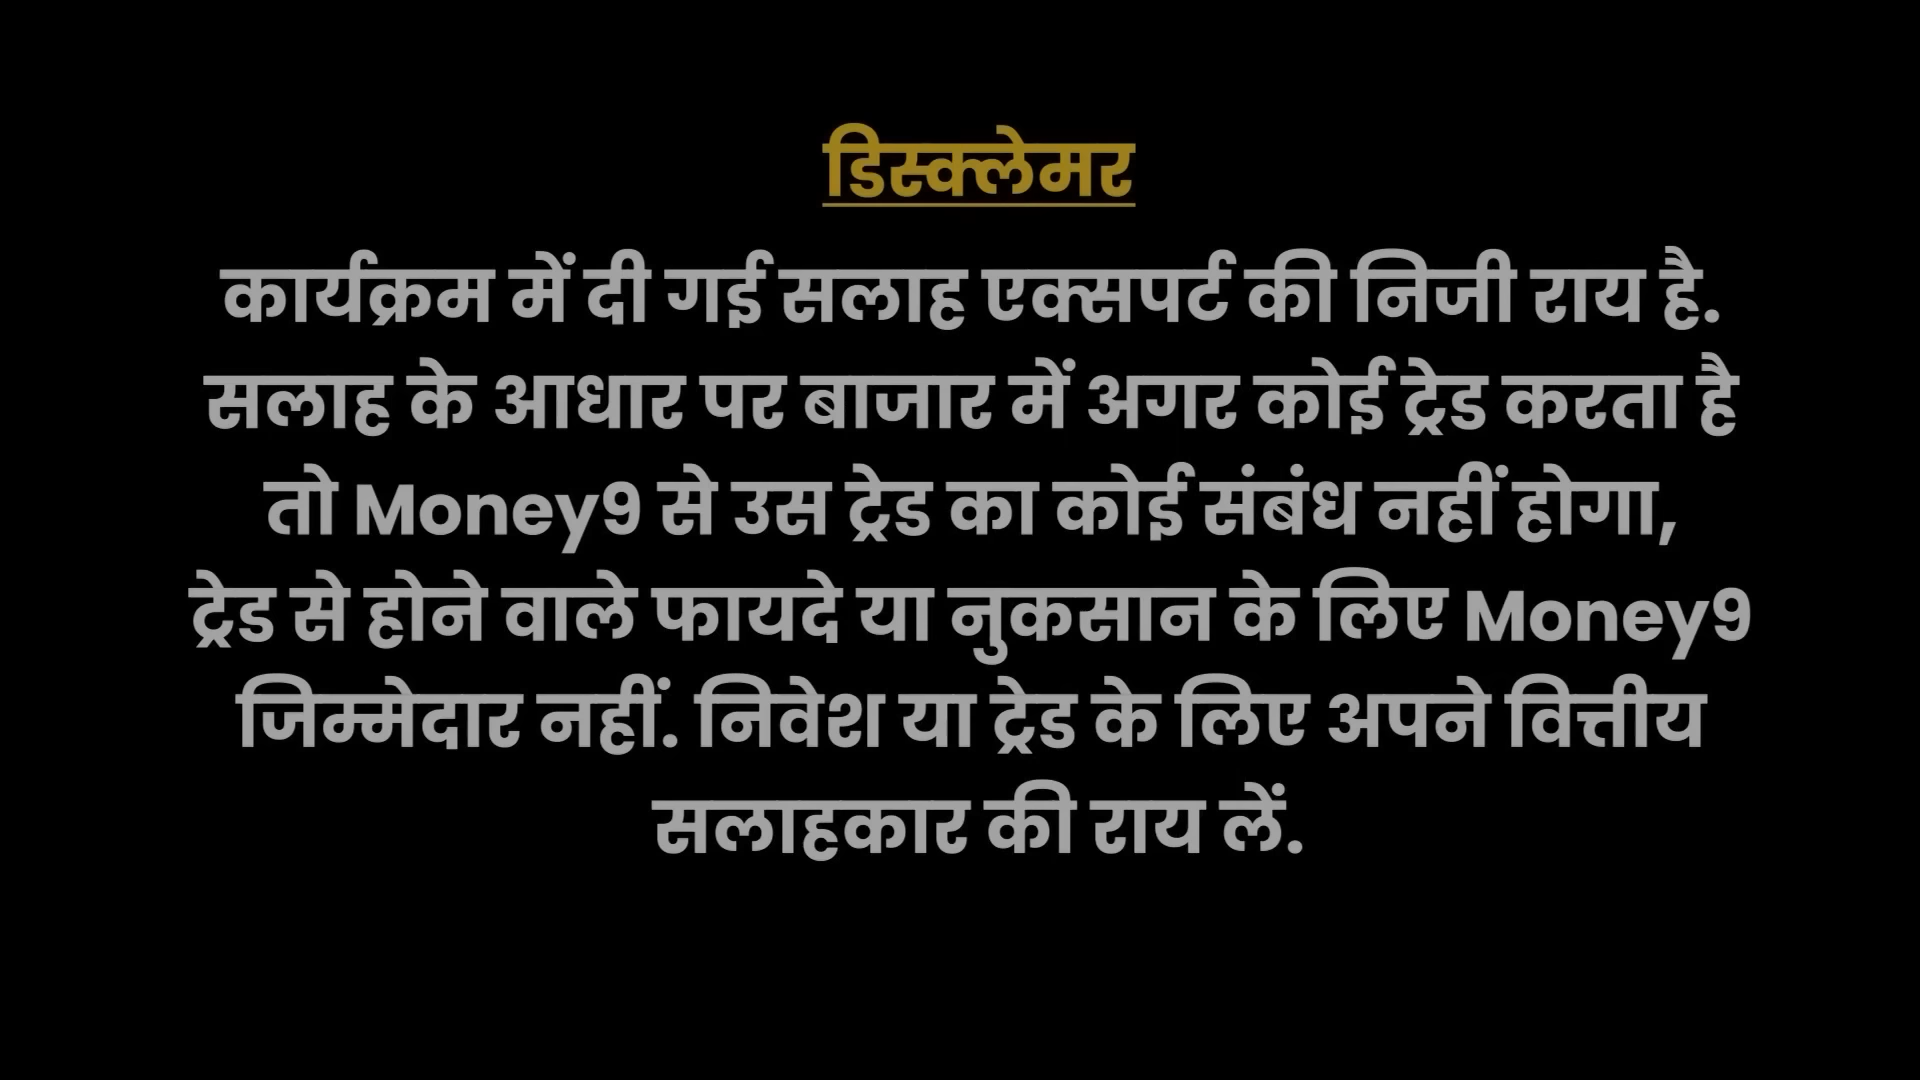 डिस्क्लेमर
कार्यक्रम में दी गई सलाह एक्सपर्ट की निजी राय है.
सलाह के आधार पर बाजार में अगर कोई ट्रेड करता है
तो Money9 से उस ट्रेड का कोई संबंध नहीं होगा,
ट्रेड से होने वाले फायदे या नुकसान के लिए Money9
जिम्मेदार नहीं. निवेश या ट्रेड के लिए अपने वित्तीय
सलाहकार की राय लें.